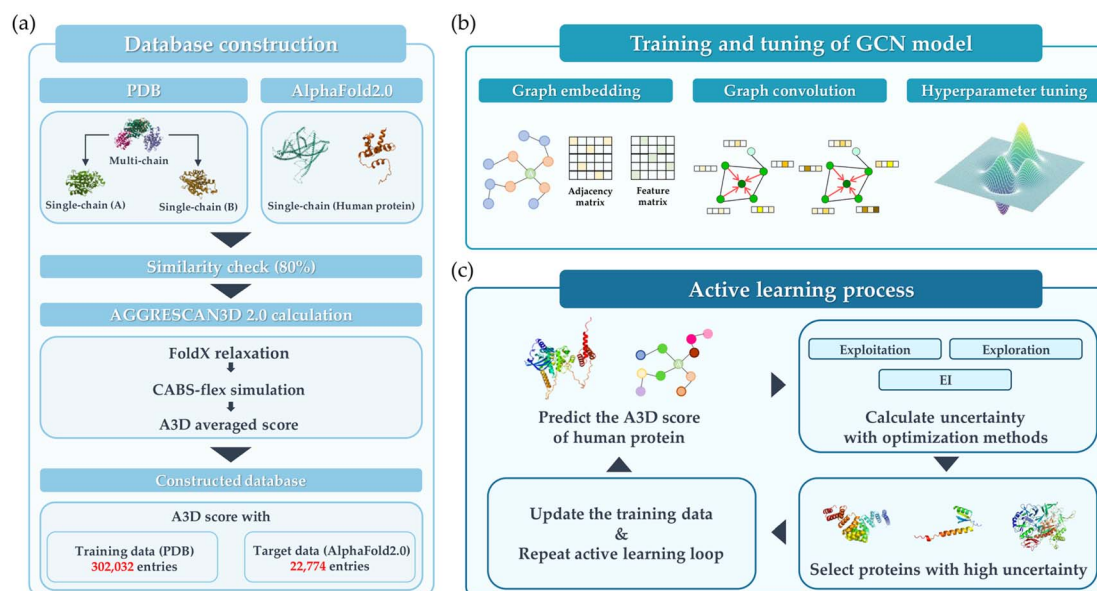 (a)
Database construction
PDB
AlphaFold2.0
Multi-chain
Single-chain (A)
Single-chain (B)
Single-chain (Human protein)
Similarity check (80%)
AGGRESCAN3D 2.0 calculation
FoldX relaxation
CABS-flex simulation
A3D averaged score
Constructed database
A3D score with
Training data (PDB)
302,032 entries
Target data (AlphaFold2.0)
22,774 entries
(b)
Training and tuning of GCN model
Graph embedding
Graph convolution
Hyperparameter tuning
Adjacency
matrix
Feature
matrix
(c)
Active learning process
Predict the A3D score
of human protein
Exploitation
Exploration
EI
Calculate uncertainty
with optimization methods
Update the training data
&
Repeat active learning loop
Select proteins with high uncertainty